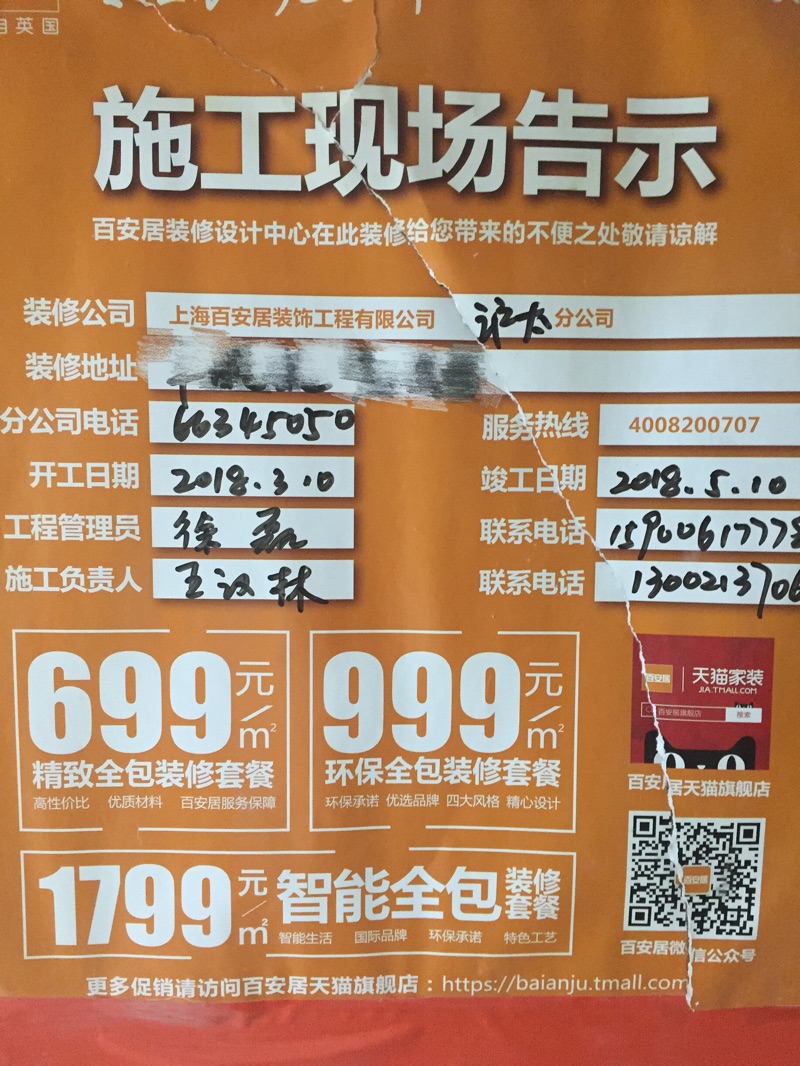 自英国
施工现场告示
百安居装修设计中心在此装修给您带来的不便之处敬请谅解
装修公司 上海百安居装饰工程有限公司 沪太 分公司
装修地址
分公司电话 66345050 服务热线 4008200707
开工日期 2018.3.10 竣工日期 2018.5.10
工程管理员 徐磊 联系电话 15900617778
施工负责人 王汉林 联系电话 1300213706
699元/m²
精致全包装修套餐
高性价比 优质材料 百安居服务保障
999元/m²
环保全包装修套餐
环保承诺 优选品牌 四大风格 精心设计
百安居 天猫家装
JIA.TMALL.COM
百安居旗舰店 搜索
百安居天猫旗舰店
1799元/m² 智能全包装修套餐
智能生活 国际品牌 环保承诺 特色工艺
百安居
百安居微信公众号
更多促销请访问百安居天猫旗舰店：https://baianju.tmall.com